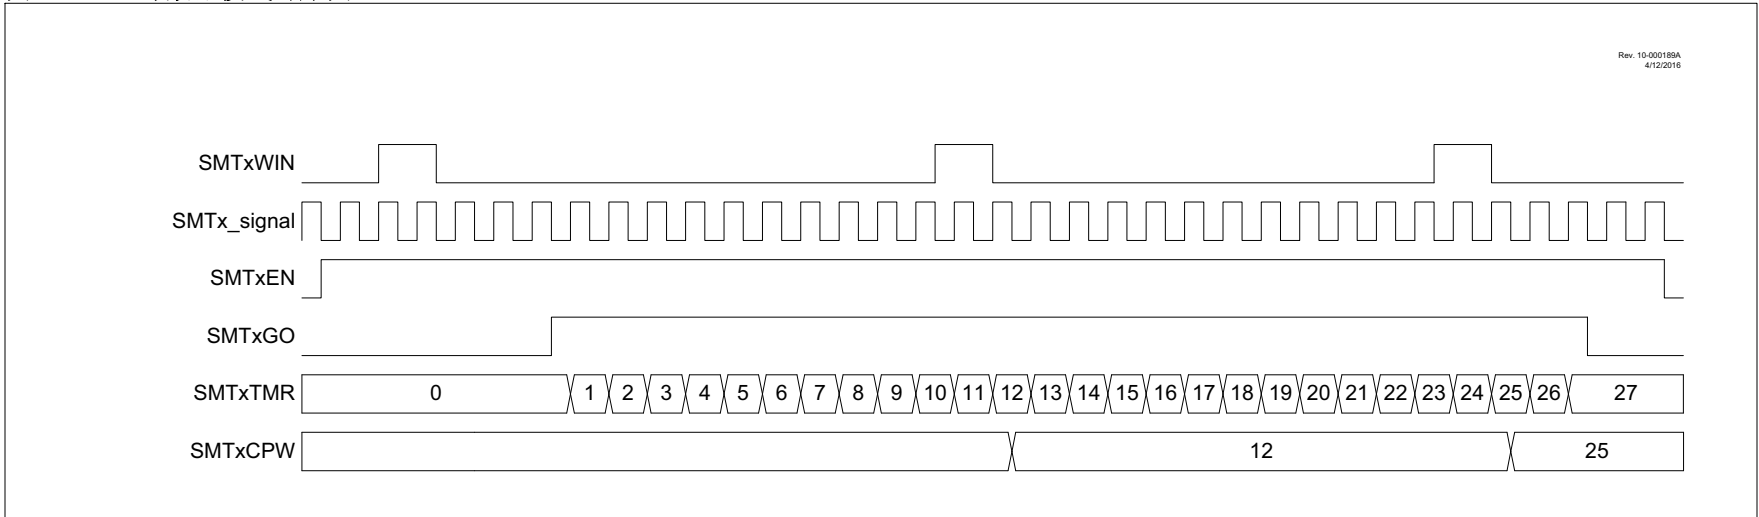 Rev. 10-000189A
4/12/2016
SMTxWIN
SMTx_signal
SMTxEN
SMTxGO
SMTxTMR 0 1 2 3 4 5 6 7 8 9 10 11 12 13 14 15 16 17 18 19 20 21 22 23 24 25 26 27
SMTxCPW 12 25